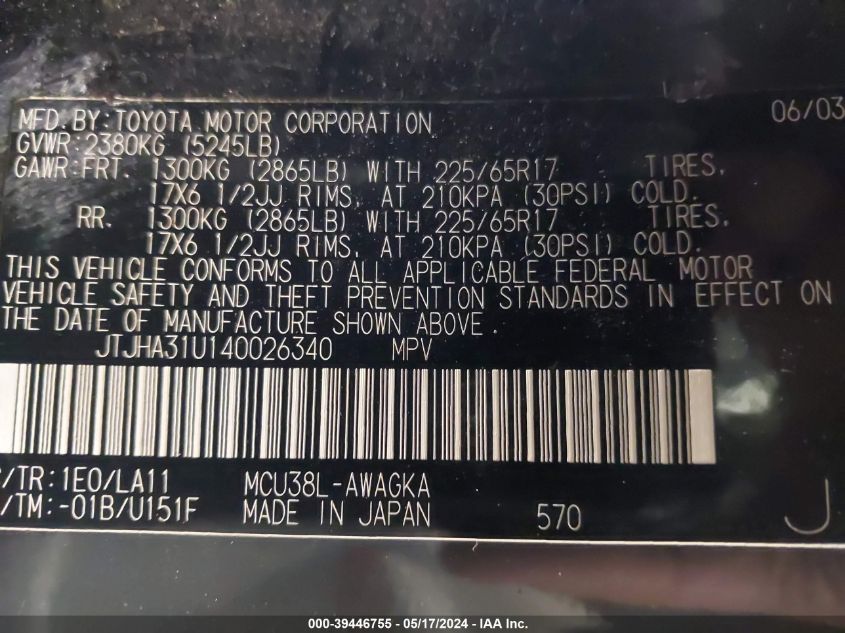 06/03
MFD.BY:TOYOTA MOTOR CORPORATION
GVWR:2380KG (5245LB)
GAWR:FRT. 1300KG (2865LB) WITH 225/65R17 TIRES,
17X6 1/2JJ RIMS, AT 210KPA (30PSI) COLD.
RR. 1300KG (2865LB) WITH 225/65R17 TIRES,
17X6 1/2JJ RIMS, AT 210KPA (30PSI) COLD.
THIS VEHICLE CONFORMS TO ALL APPLICABLE FEDERAL MOTOR
VEHICLE SAFETY AND THEFT PREVENTION STANDARDS IN EFFECT ON
THE DATE OF MANUFACTURE SHOWN ABOVE.
JTJHA31U140026340 MPV
/TR:1E0/LA11 MCU38L-AWAGKA
/TM:-01B/U151F MADE IN JAPAN 570 J
000-39446755 - 05/17/2024 - IAA Inc.